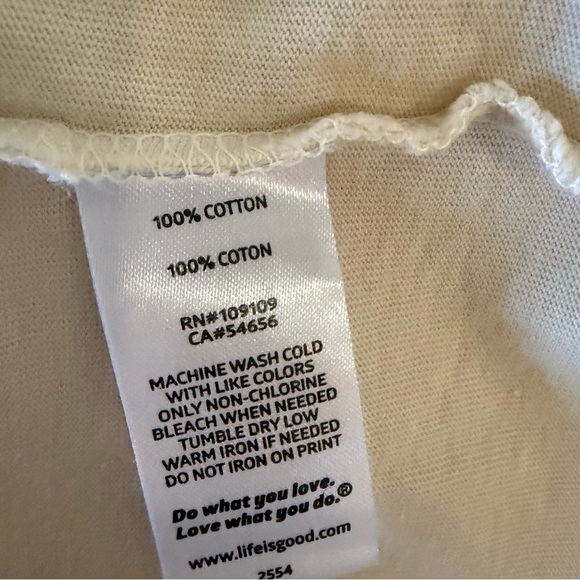 100% COTTON
100% COTON
RN#109109
CA#54656
MACHINE WASH COLD
WITH LIKE COLORS
ONLY NON-CHLORINE
BLEACH WHEN NEEDED
TUMBLE DRY LOW
WARM IRON IF NEEDED
DO NOT IRON ON PRINT
Do what you love.
Love what you do.®
www.lifeisgood.com
2554